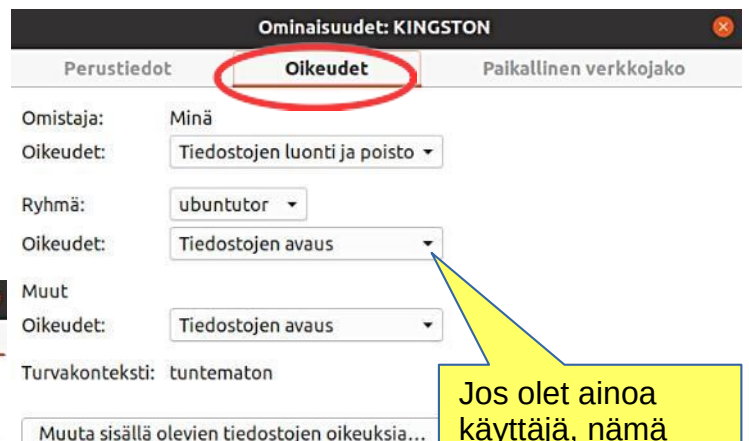 Ominaisuudet: KINGSTON
Perustiedot Oikeudet Paikallinen verkkojako
Omistaja: Minä
Oikeudet: Tiedostojen luonti ja poisto
Ryhmä: ubuntutor
Oikeudet: Tiedostojen avaus
Muut
Oikeudet: Tiedostojen avaus
Turvakonteksti: tuntematon
Muuta sisällä olevien tiedostojen oikeuksia…
Jos olet ainoa
käyttäjä, nämä